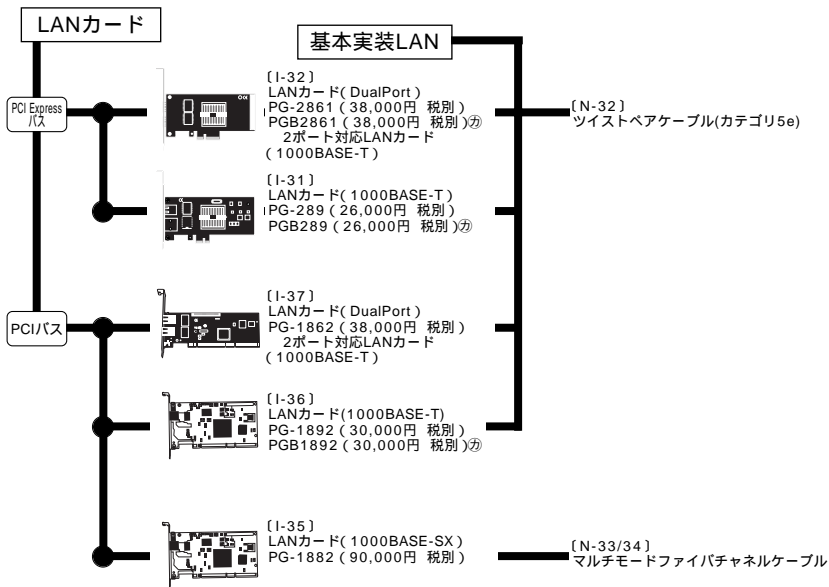 LANカード
基本実装LAN
PCI Express
バス
〔I-32〕
LANカード(DualPort)
PG-2861(38,000円 税別)
PGB2861(38,000円 税別)㋕
2ポート対応LANカード
(1000BASE-T)
〔N-32〕
ツイストペアケーブル(カテゴリ5e)
〔I-31〕
LANカード(1000BASE-T)
PG-289(26,000円 税別)
PGB289(26,000円 税別)㋕
PCIバス
〔I-37〕
LANカード(DualPort)
PG-1862(38,000円 税別)
2ポート対応LANカード
(1000BASE-T)
〔I-36〕
LANカード(1000BASE-T)
PG-1892(30,000円 税別)
PGB1892(30,000円 税別)㋕
〔I-35〕
LANカード(1000BASE-SX)
PG-1882(90,000円 税別)
〔N-33/34〕
マルチモードファイバチャネルケーブル